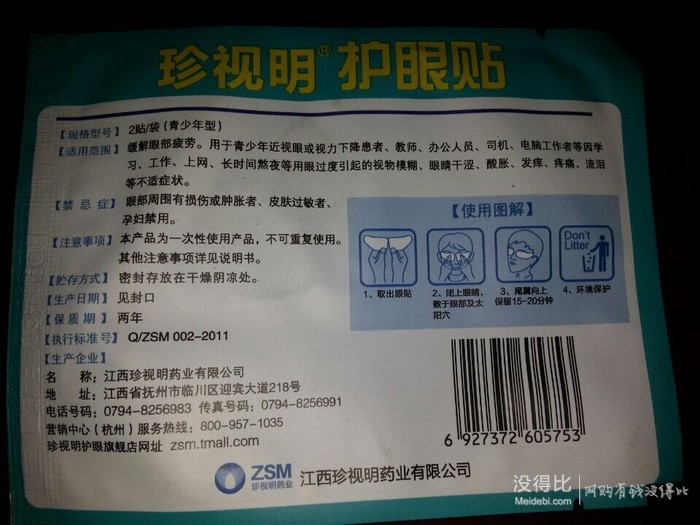 珍视明® 护眼贴
【规格型号】 2贴/袋(青少年型)
【适用范围】 缓解眼部疲劳。用于青少年近视眼或视力下降患者、教师、办公人员、司机、电脑工作者等因学
习、工作、上网、长时间熬夜等用眼过度引起的视物模糊、眼睛干涩、酸胀、发痒、疼痛、流泪
等不适症状。
【禁忌症】 眼部周围有损伤或肿胀者、皮肤过敏者、
孕妇禁用。
【注意事项】 本产品为一次性使用产品，不可重复使用。
其他注意事项详见说明书。
【贮存方式】 密封存放在干燥阴凉处。
【生产日期】 见封口
【保质期】 两年
【执行标准号】 Q/ZSM 002-2011
【生产企业】
名 称：江西珍视明药业有限公司
地 址：江西省抚州市临川区迎宾大道218号
电话号码：0794-8256983 传真号码：0794-8256991
营销中心（杭州）服务热线：800-957-1035
珍视明护眼旗舰店网址 zsm.tmall.com
【使用图解】
Don't
Litter
1、取出眼贴
2、闭上眼睛，
敷于眼部及太
阳穴
3、尾翼向上
保留15-20分钟
4、环境保护
6 927372 605753
ZSM
珍视明药业
江西珍视明药业有限公司
没得比
Meidebi.com
网购有钱没得比